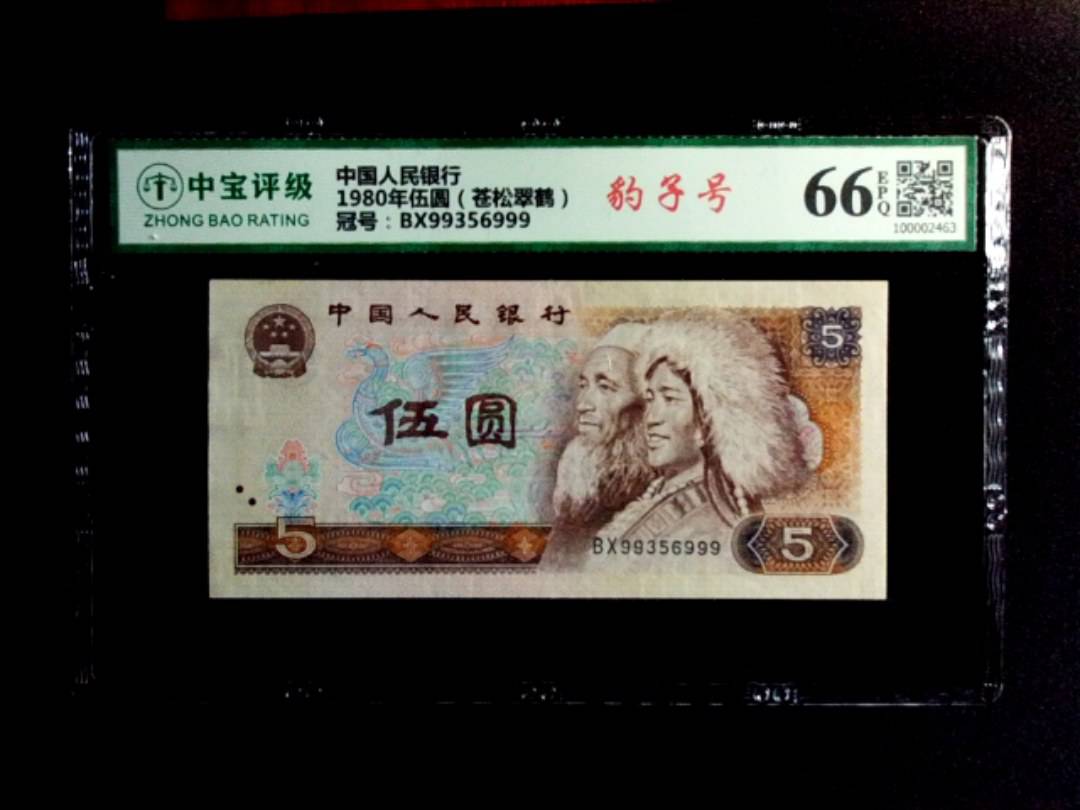 中宝评级
ZHONG BAO RATING
中国人民银行
1980年伍圆（苍松翠鹤）
冠号：BX99356999
豹子号
66
EPQ
100002463
中国人民银行
5
伍圆
5
BX99356999
5